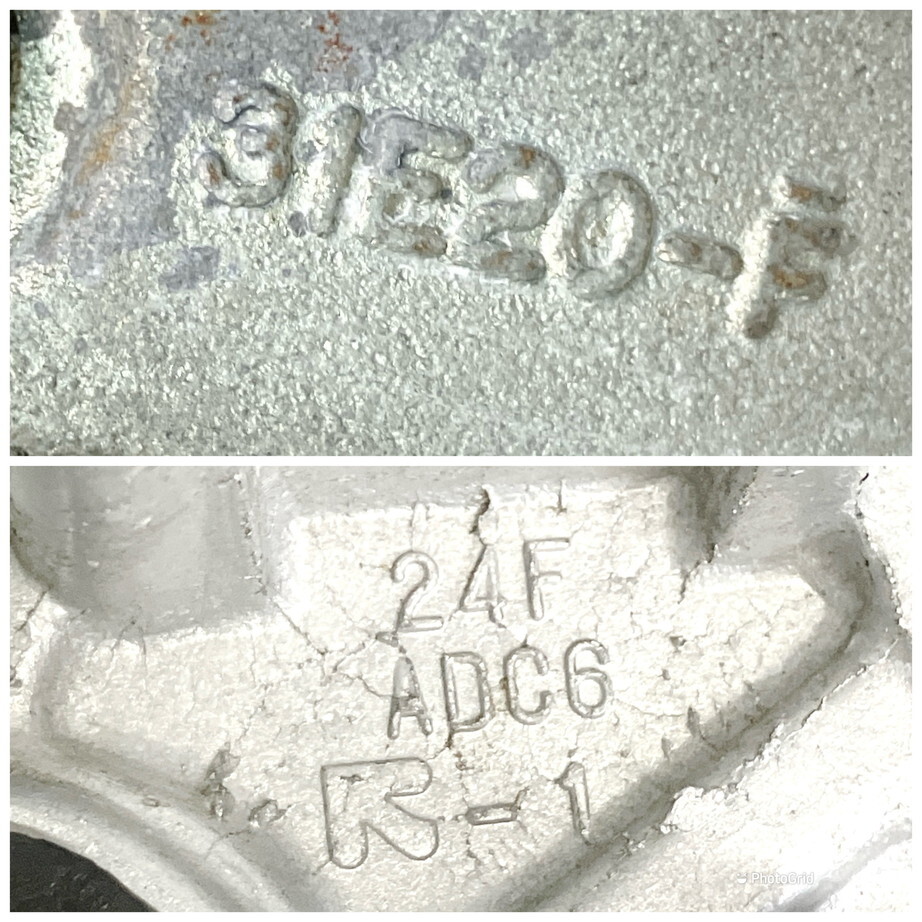 31E20-F
24F
ADC6
R-1
PhotoGrid